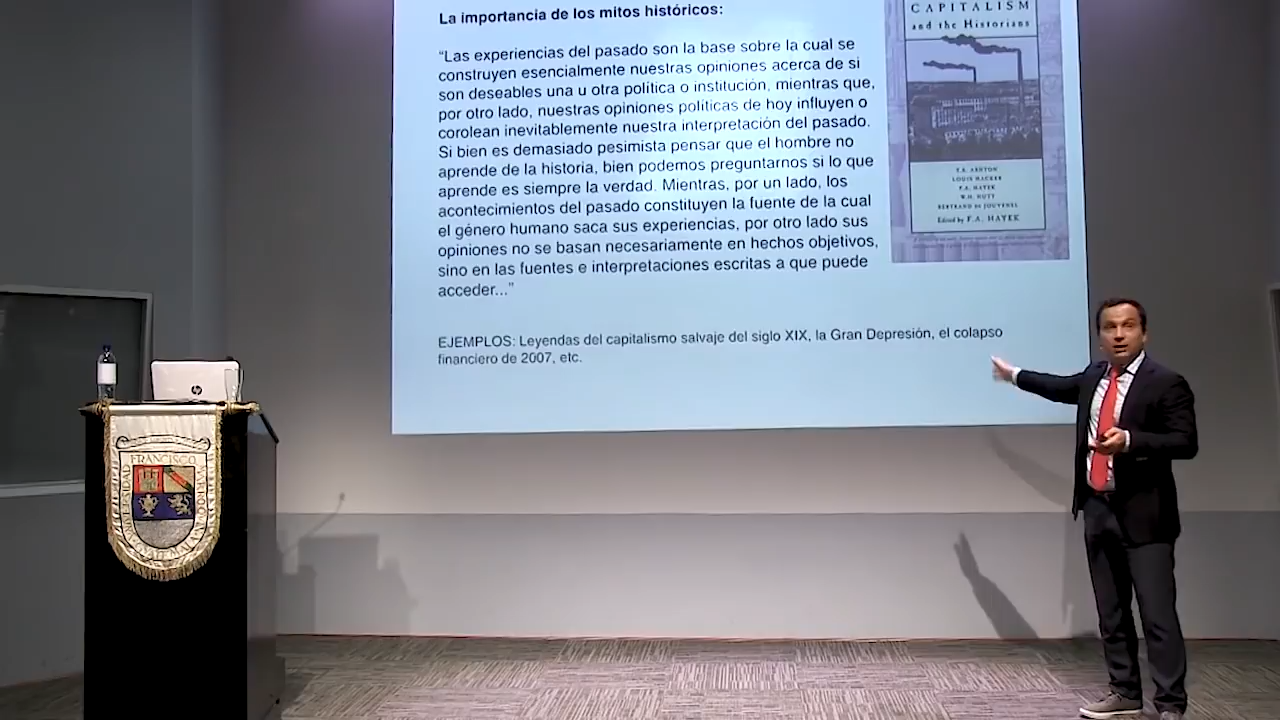 La importancia de los mitos históricos:
“Las experiencias del pasado son la base sobre la cual se
construyen esencialmente nuestras opiniones acerca de si
son deseables una u otra política o institución, mientras que,
por otro lado, nuestras opiniones políticas de hoy influyen o
corolean inevitablemente nuestra interpretación del pasado.
Si bien es demasiado pesimista pensar que el hombre no
aprende de la historia, bien podemos preguntarnos si lo que
aprende es siempre la verdad. Mientras, por un lado, los
acontecimientos del pasado constituyen la fuente de la cual
el género humano saca sus experiencias, por otro lado sus
opiniones no se basan necesariamente en hechos objetivos,
sino en las fuentes e interpretaciones escritas a que puede
acceder...”
EJEMPLOS: Leyendas del capitalismo salvaje del siglo XIX, la Gran Depresión, el colapso
financiero de 2007, etc.
CAPITALISM
and the Historians
T.S. ASHTON
LOUIS HACKER
F.A. HAYEK
W.H. HUTT
BERTRAND DE JOUVENEL
Edited by F.A. HAYEK
hp
UNIVERSIDAD FRANCISCO MARROQUIN
GUATEMALA